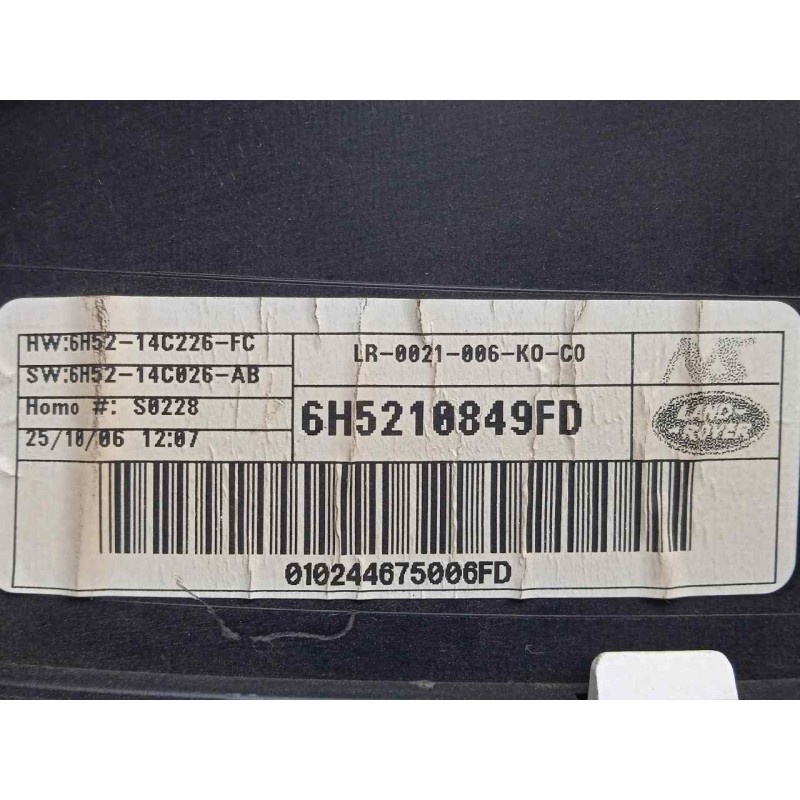 HW:6H52-14C226-FC
SW:6H52-14C026-AB
Homo #: S0228
25/10/06 12:07
LR-0021-006-KO-CO
6H5210849FD
LAND-
ROVER
010244675006FD